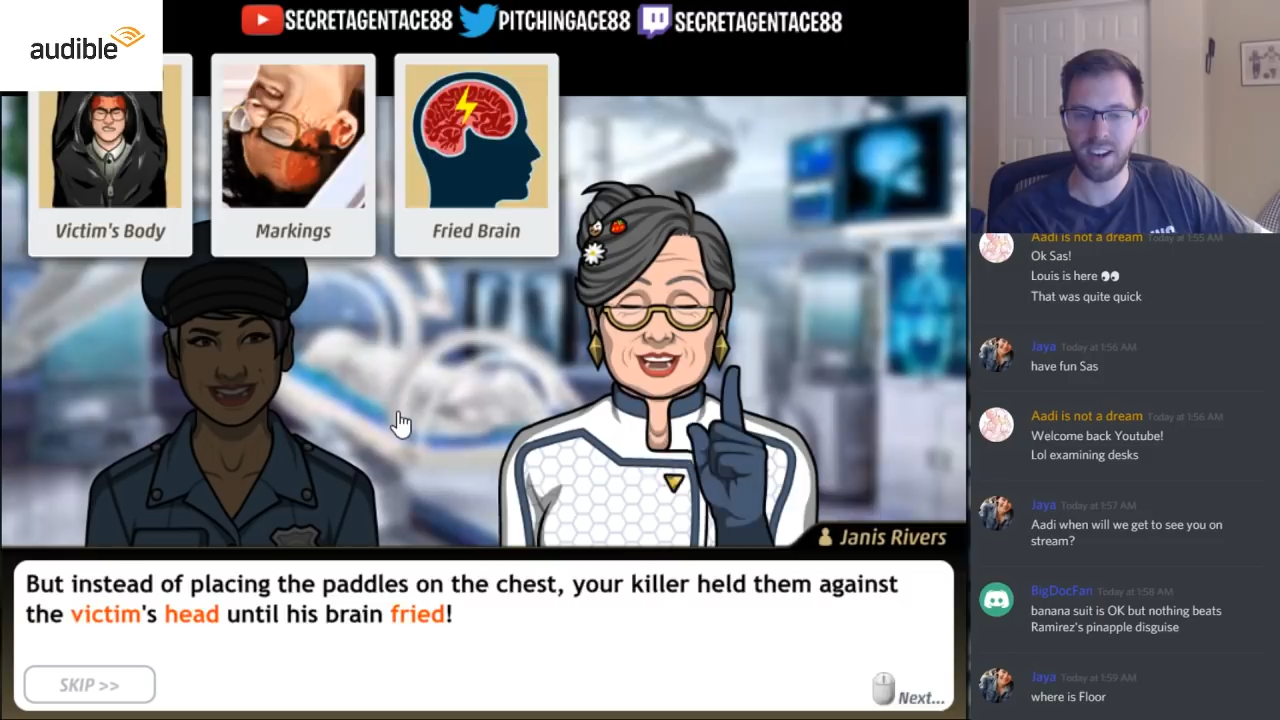 SECRETAGENTACE88 PITCHINGACE88 SECRETAGENTACE88
audible
Victim's Body
Markings
Fried Brain
Janis Rivers
But instead of placing the paddles on the chest, your killer held them against
the victim's head until his brain fried!
SKIP >>
Next...
Aadi is not a dream Today at 1:55 AM
Ok Sas!
Louis is here 👀
That was quite quick
Jaya Today at 1:56 AM
have fun Sas
Aadi is not a dream Today at 1:56 AM
Welcome back Youtube!
Lol examining desks
Jaya Today at 1:57 AM
Aadi when will we get to see you on
stream?
BigDocFan Today at 1:58 AM
banana suit is OK but nothing beats
Ramirez's pinapple disguise
Jaya Today at 1:59 AM
where is Floor